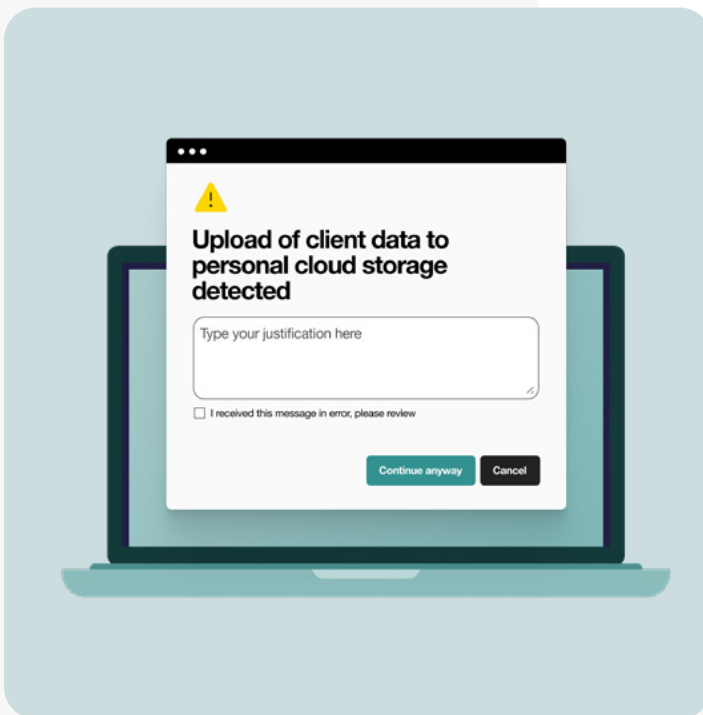 Upload of client data to
personal cloud storage
detected
Type your justification here
I received this message in error, please review
Continue anyway
Cancel